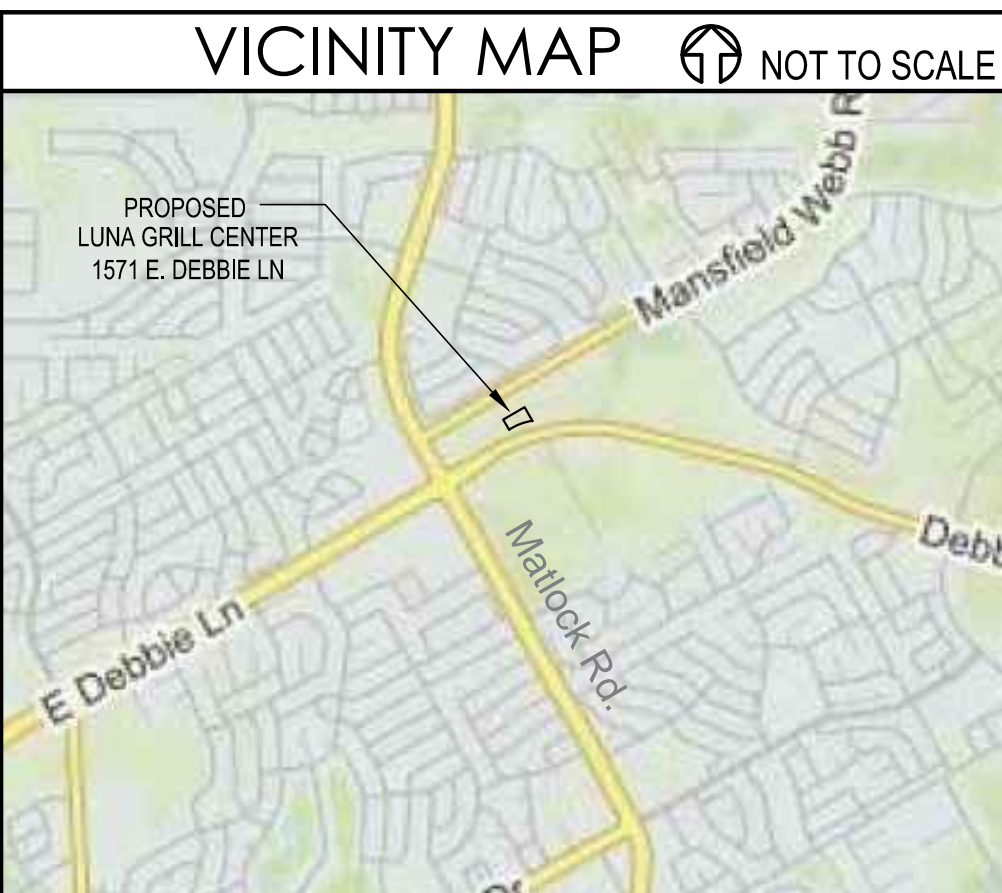 VICINITY MAP
NOT TO SCALE
PROPOSED
LUNA GRILL CENTER
1571 E. DEBBIE LN
Mansfield Webb
Matlock Rd.
E Debbie Ln